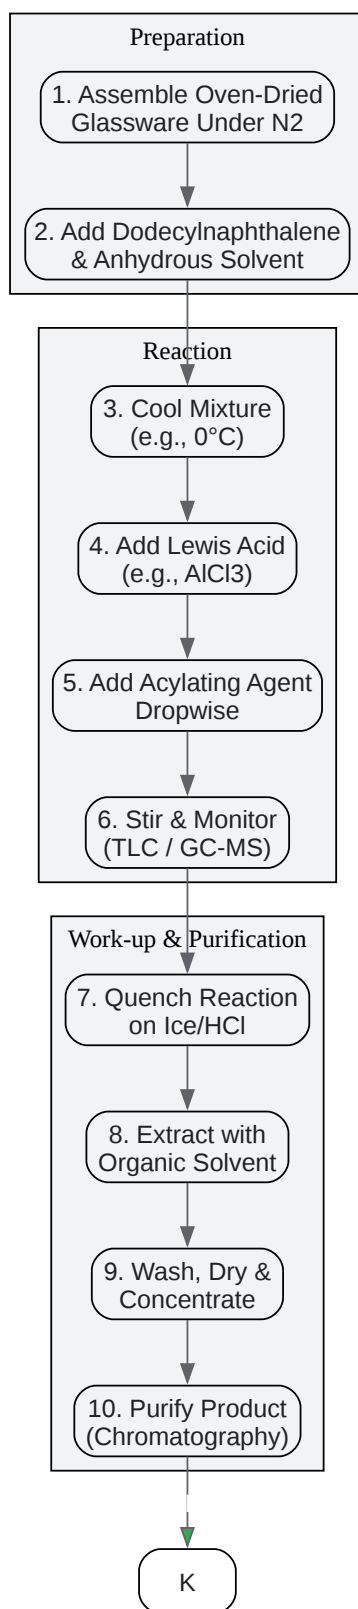 Preparation
1. Assemble Oven-Dried
Glassware Under N2
2. Add Dodecylnaphthalene
& Anhydrous Solvent
Reaction
3. Cool Mixture
(e.g., 0°C)
4. Add Lewis Acid
(e.g., AlCl3)
5. Add Acylating Agent
Dropwise
6. Stir & Monitor
(TLC / GC-MS)
Work-up & Purification
7. Quench Reaction
on Ice/HCl
8. Extract with
Organic Solvent
9. Wash, Dry &
Concentrate
10. Purify Product
(Chromatography)
K